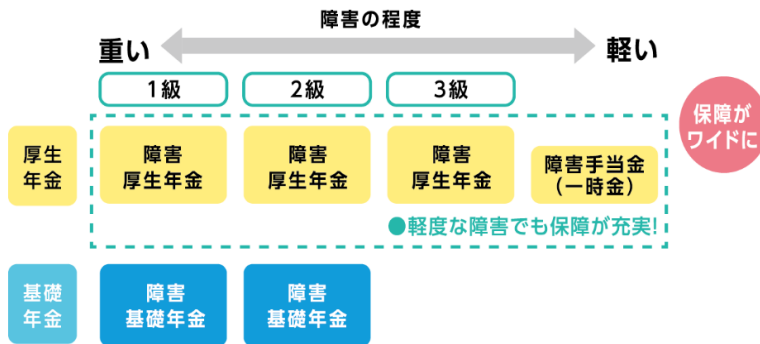 障害の程度
重い
軽い
1級
2級
3級
保障が
ワイドに
厚生
年金
障害
厚生年金
障害
厚生年金
障害
厚生年金
障害手当金
(一時金)
●軽度な障害でも保障が充実!
基礎
年金
障害
基礎年金
障害
基礎年金